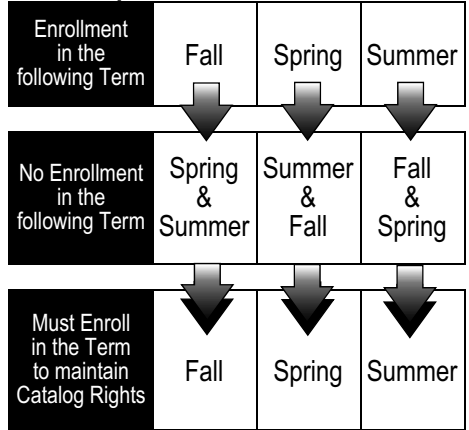 Enrollment
in the
following Term
Fall
Spring
Summer
No Enrollment
in the
following Term
Spring
&
Summer
Summer
&
Fall
Fall
&
Spring
Must Enroll
in the Term
to maintain
Catalog Rights
Fall
Spring
Summer